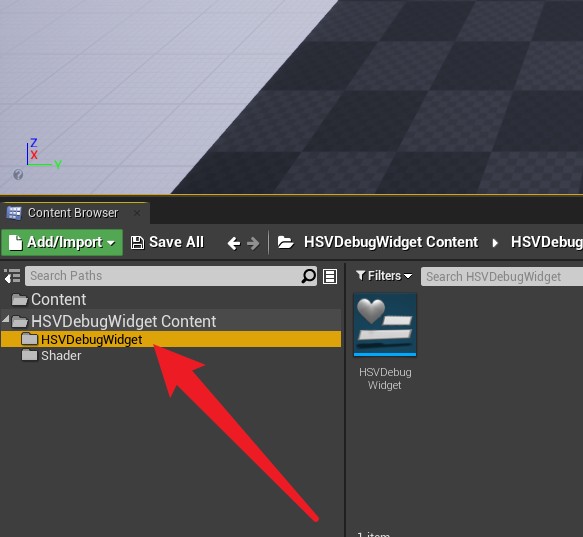 Z
X
Y
?
Content Browser
Add/Import
Save All
HSVDebugWidget Content
HSVDebug
Search Paths
Filters
Search HSVDebugWidget
Content
HSVDebugWidget Content
HSVDebugWidget
Shader
HSVDebug
Widget
1 item